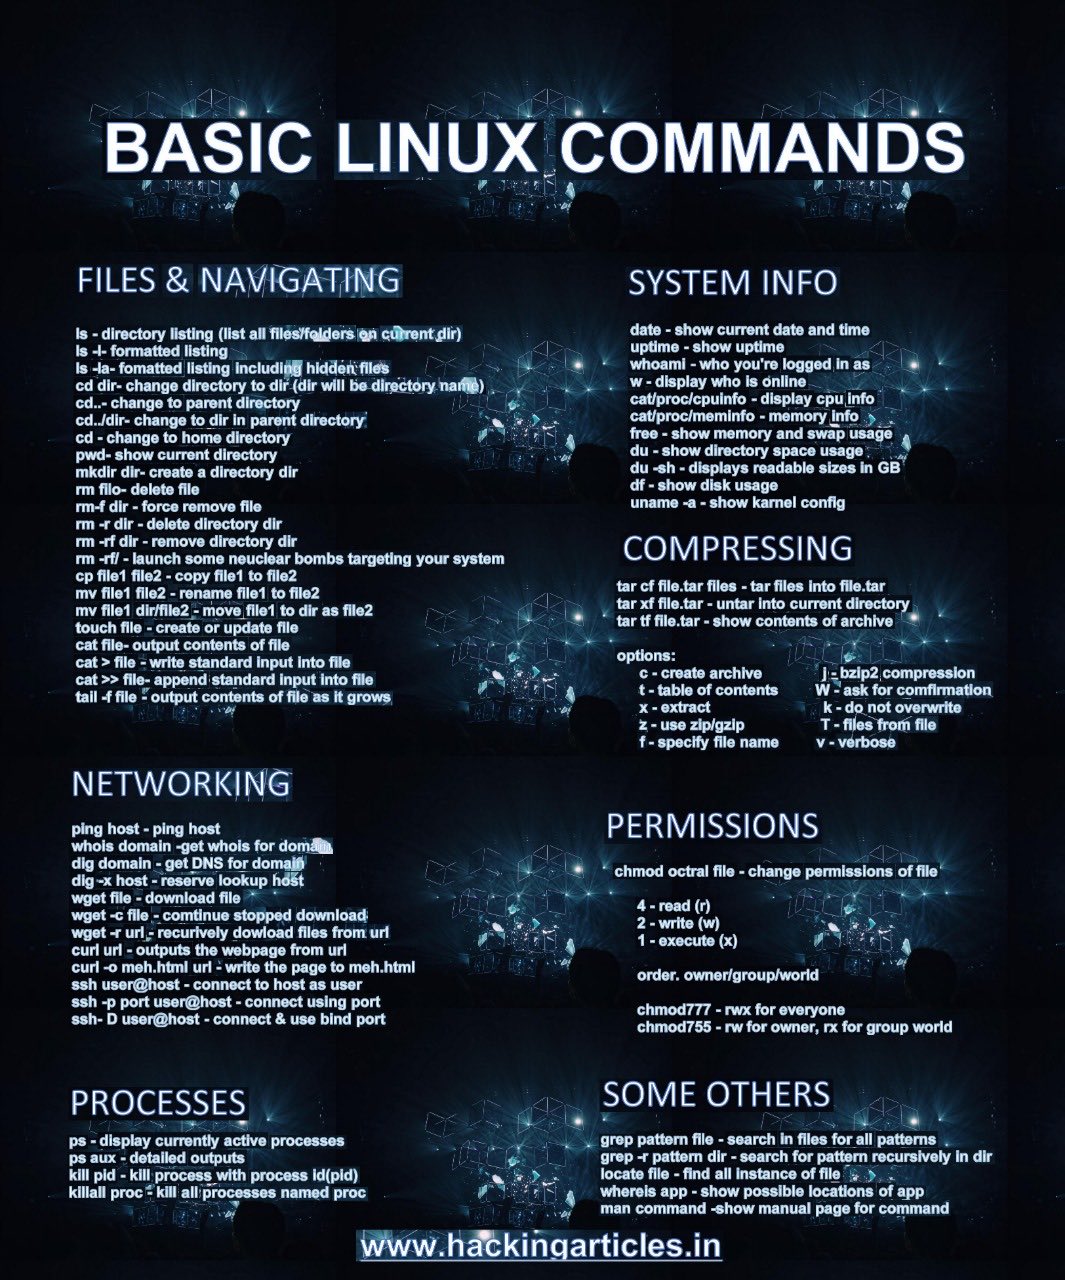 BASIC LINUX COMMANDS
FILES & NAVIGATING
ls - directory listing (list all files/folders on current dir)
ls -l- formatted listing
ls -la- fomatted listing including hidden files
cd dir- change directory to dir (dir will be directory name)
cd..- change to parent directory
cd../dir- change to dir in parent directory
cd - change to home directory
pwd- show current directory
mkdir dir- create a directory dir
rm filo- delete file
rm-f dir - force remove file
rm -r dir - delete directory dir
rm -rf dir - remove directory dir
rm -rf/ - launch some neuclear bombs targeting your system
cp file1 file2 - copy file1 to file2
mv file1 file2 - rename file1 to file2
mv file1 dir/file2 - move file1 to dir as file2
touch file - create or update file
cat file- output contents of file
cat > file - write standard input into file
cat >> file- append standard input into file
tail -f file - output contents of file as it grows
NETWORKING
ping host - ping host
whois domain -get whois for domain
dig domain - get DNS for domain
dig -x host - reserve lookup host
wget file - download file
wget -c file - comtinue stopped download
wget -r url - recurively dowload files from url
curl url - outputs the webpage from url
curl -o meh.html url - write the page to meh.html
ssh user@host - connect to host as user
ssh -p port user@host - connect using port
ssh- D user@host - connect & use bind port
PROCESSES
ps - display currently active processes
ps aux - detailed outputs
kill pid - kill process with process id(pid)
killall proc - kill all processes named proc
SYSTEM INFO
date - show current date and time
uptime - show uptime
whoami - who you're logged in as
w - display who is online
cat/proc/cpuinfo - display cpu info
cat/proc/meminfo - memory info
free - show memory and swap usage
du - show directory space usage
du -sh - displays readable sizes in GB
df - show disk usage
uname -a - show karnel config
COMPRESSING
tar cf file.tar files - tar files into file.tar
tar xf file.tar - untar into current directory
tar tf file.tar - show contents of archive
options:
c - create archive j - bzip2 compression
t - table of contents W - ask for comfirmation
x - extract k - do not overwrite
z - use zip/gzip T - files from file
f - specify file name v - verbose
PERMISSIONS
chmod octral file - change permissions of file
4 - read (r)
2 - write (w)
1 - execute (x)
order. owner/group/world
chmod777 - rwx for everyone
chmod755 - rw for owner, rx for group world
SOME OTHERS
grep pattern file - search in files for all patterns
grep -r pattern dir - search for pattern recursively in dir
locate file - find all instance of file
whereis app - show possible locations of app
man command -show manual page for command
www.hackingarticles.in